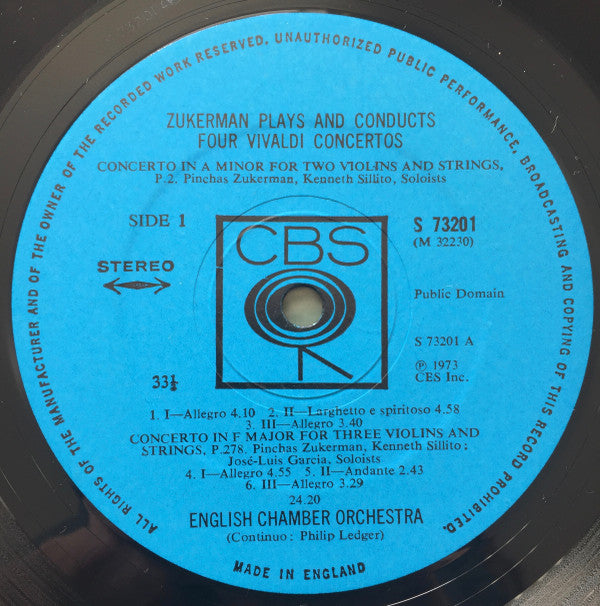 ALL RIGHTS OF THE MANUFACTURER AND OF THE OWNER OF THE RECORDED WORK RESERVED. UNAUTHORIZED PUBLIC PERFORMANCE, BROADCASTING AND COPYING OF THIS RECORD PROHIBITED.
ZUKERMAN PLAYS AND CONDUCTS
FOUR VIVALDI CONCERTOS
CONCERTO IN A MINOR FOR TWO VIOLINS AND STRINGS,
P.2. Pinchas Zukerman, Kenneth Sillito, Soloists
SIDE 1
S 73201
(M 32230)
CBS
STEREO
Public Domain
S 73201 A
Ⓟ 1973
CBS Inc.
33⅓
1. I—Allegro 4.10 2. II—Larghetto e spiritoso 4.58
3. III—Allegro 3.40
CONCERTO IN F MAJOR FOR THREE VIOLINS AND
STRINGS, P.278. Pinchas Zukerman, Kenneth Sillito:
José-Luis Garcia, Soloists
4. I—Allegro 4.55 5. II—Andante 2.43
6. III—Allegro 3.29
24.20
ENGLISH CHAMBER ORCHESTRA
(Continuo: Philip Ledger)
MADE IN ENGLAND